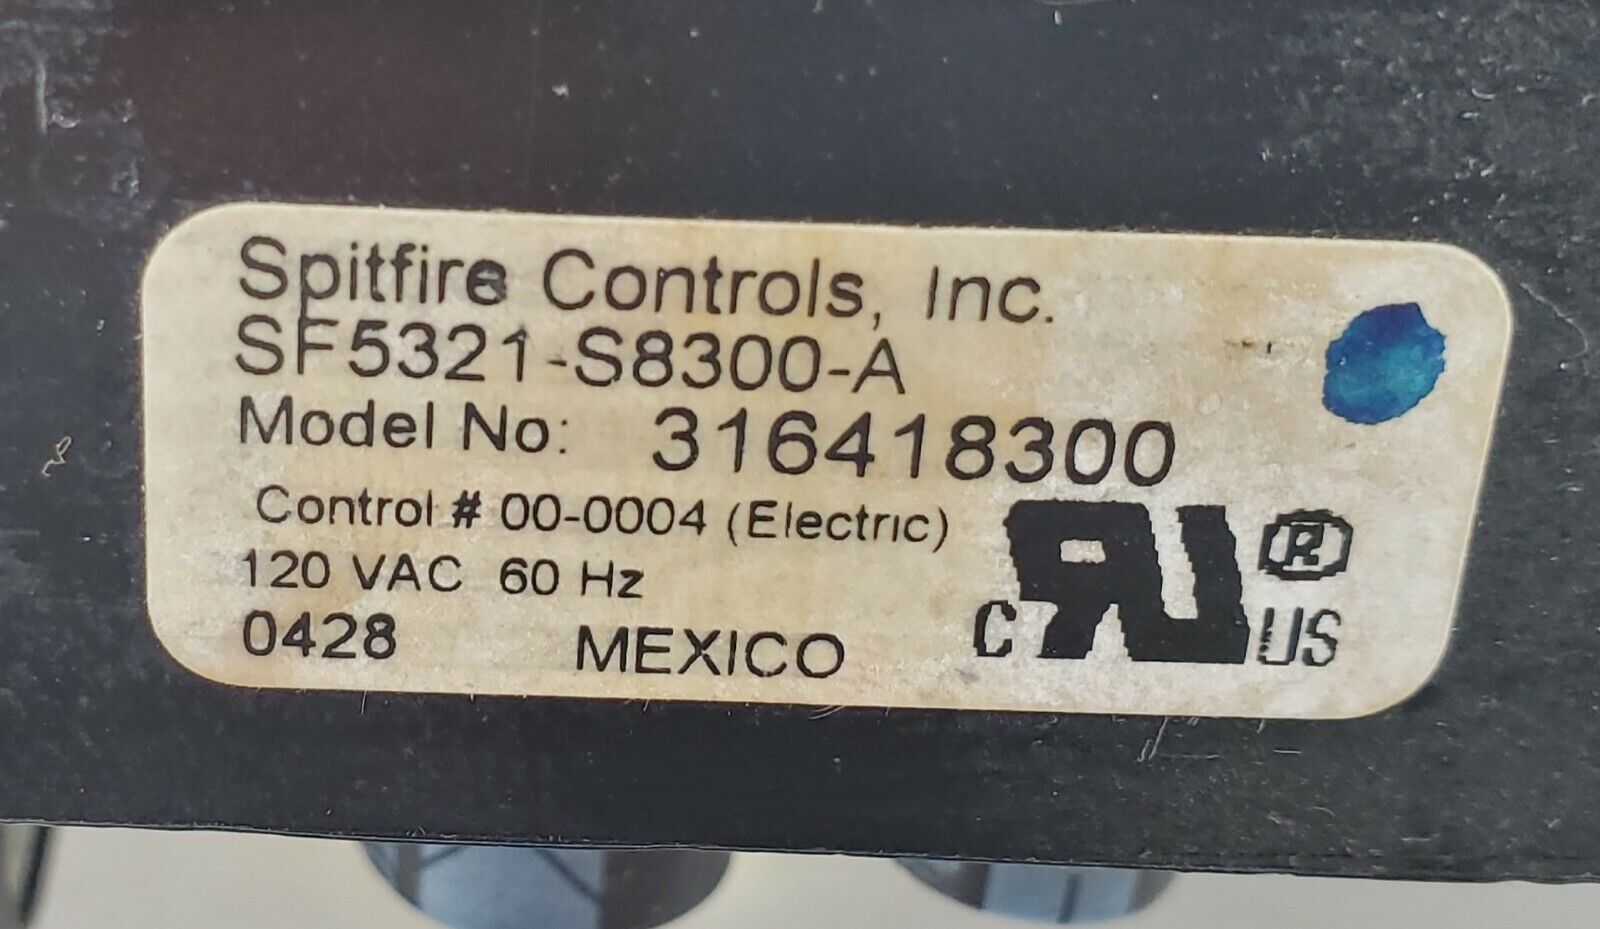 Spitfire Controls, Inc.
SF5321-S8300-A
Model No: 316418300
Control # 00-0004 (Electric)
120 VAC 60 Hz
0428 MEXICO
C RU ® US